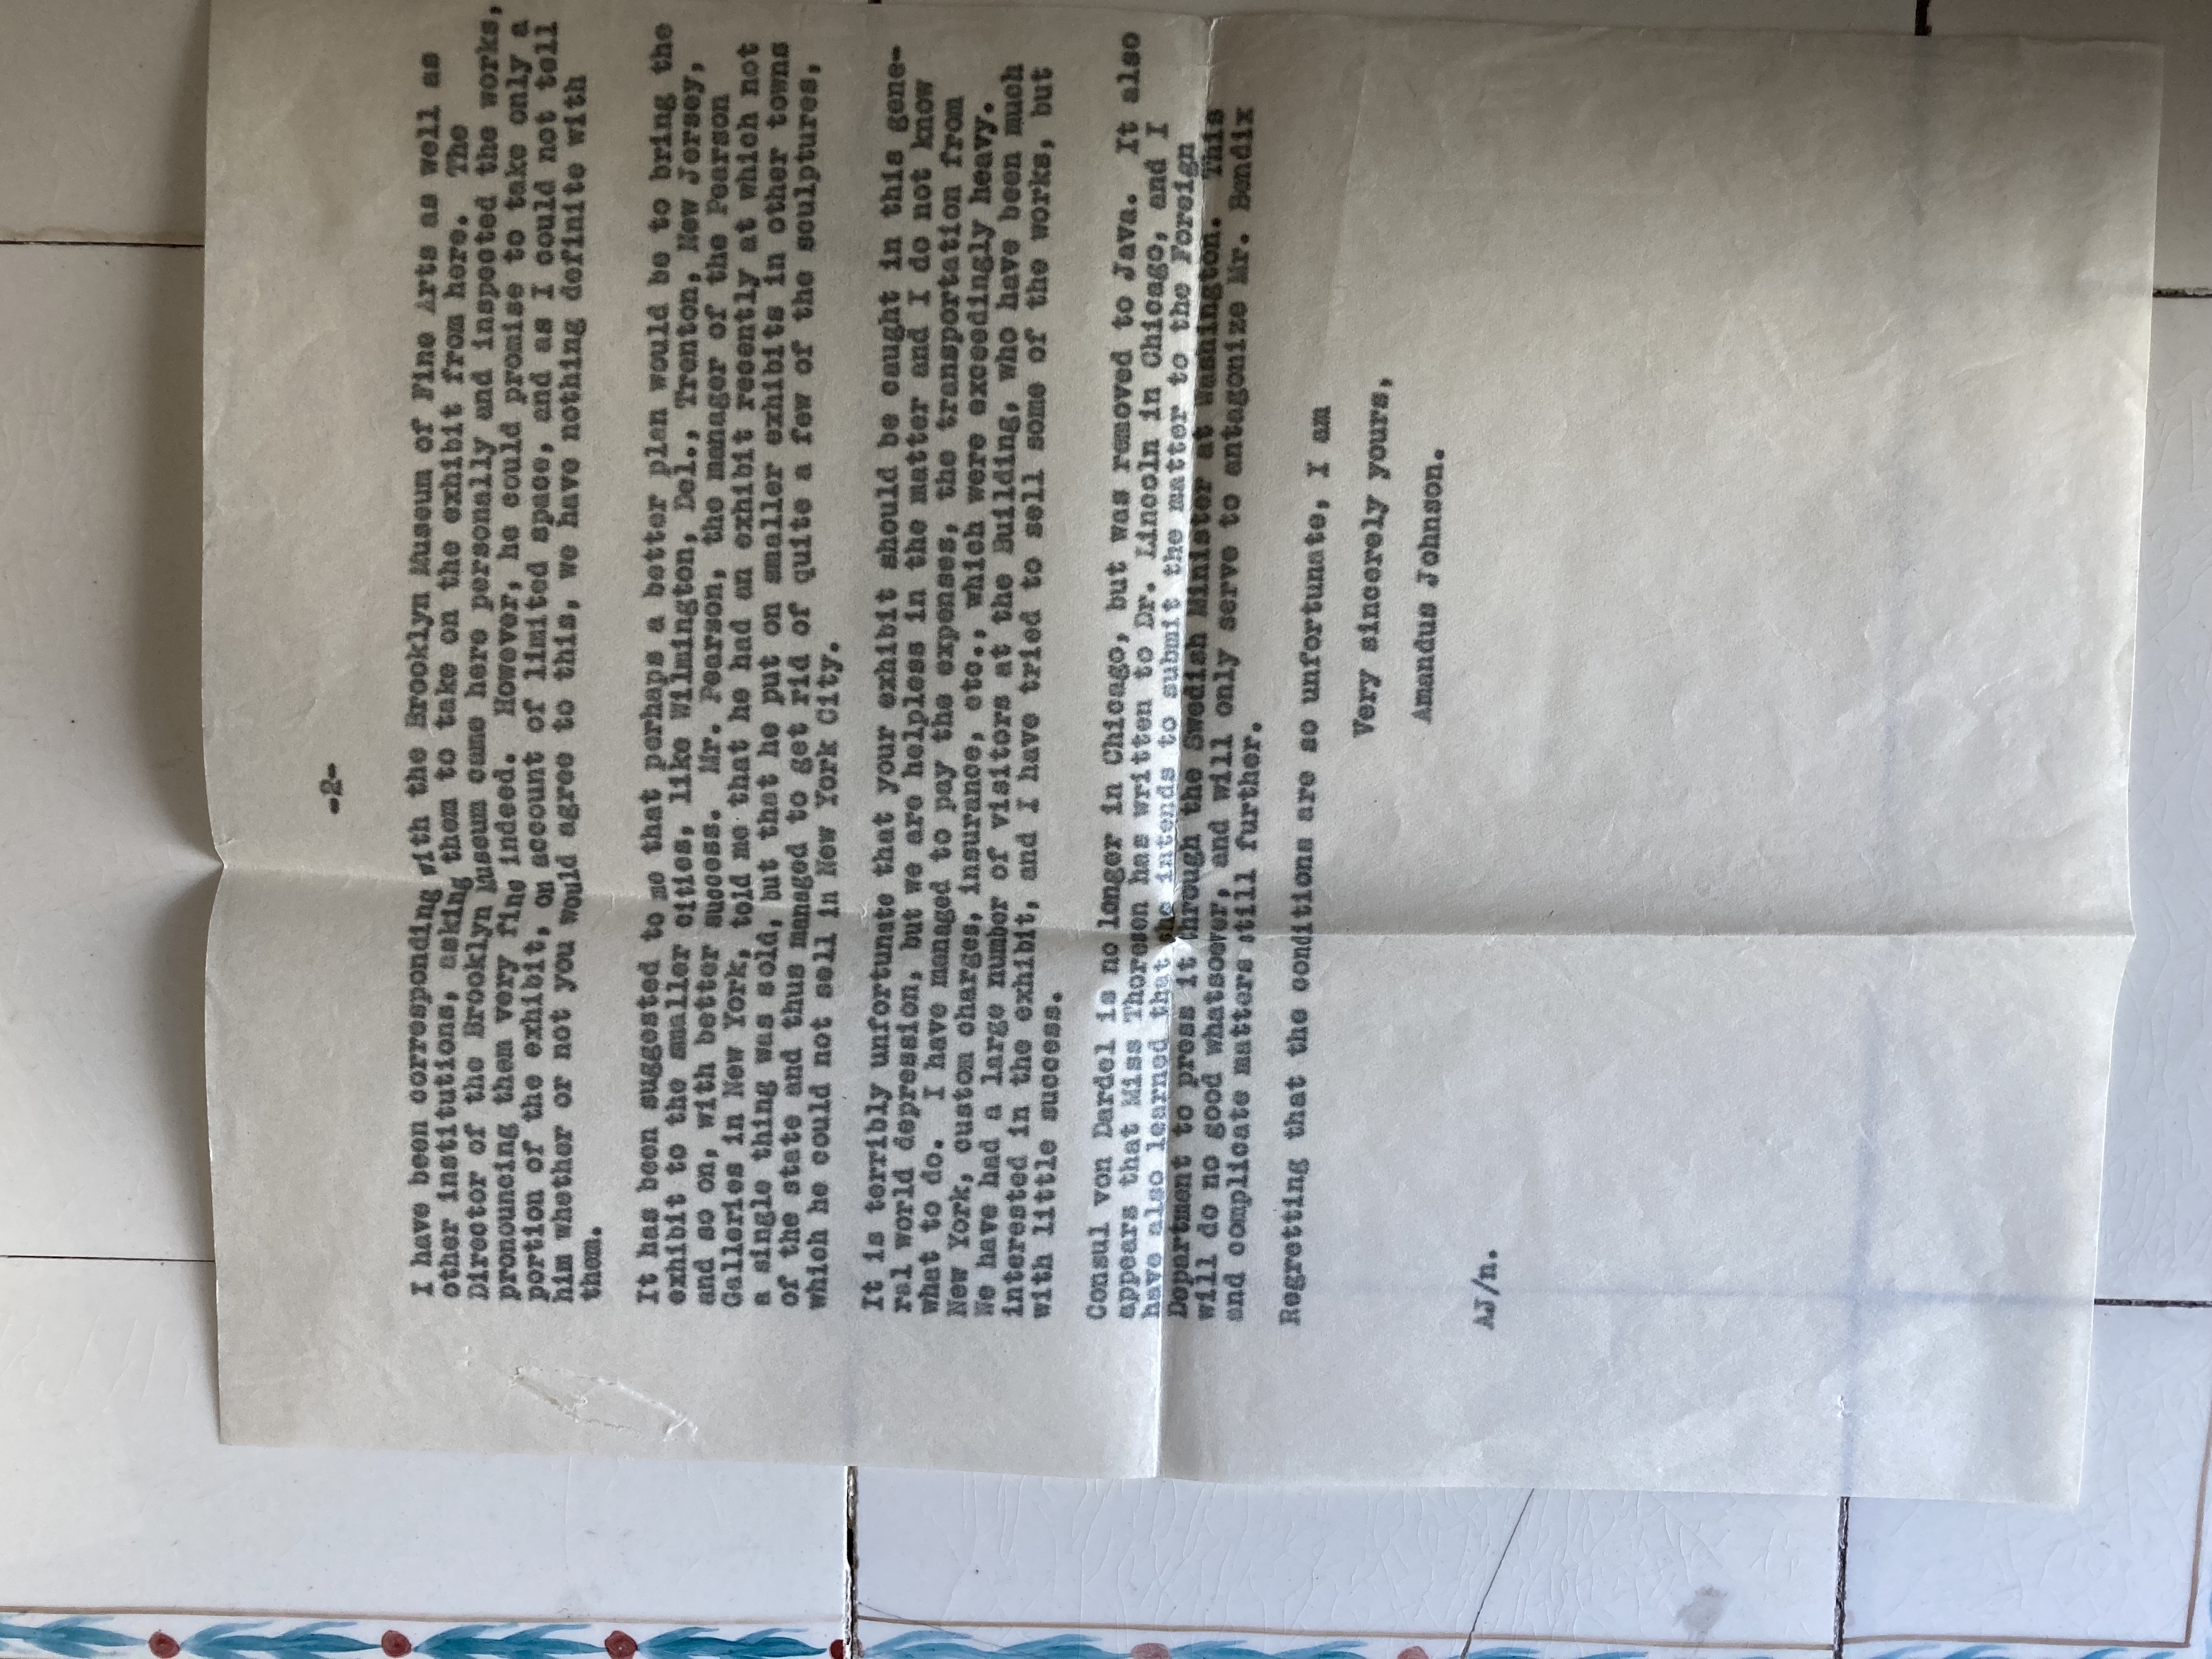 -2-
I have been corresponding with the Brooklyn Museum of Fine Arts as well as
other institutions, asking them to take on the exhibit from here. The
Director of the Brooklyn Museum came here personally and inspected the works,
pronouncing them very fine indeed. However, he could promise to take only a
portion of the exhibit, on account of limited space, and as I could not tell
him whether or not you would agree to this, we have nothing definite with
them.
It has been suggested to me that perhaps a better plan would be to bring the
exhibit to the smaller cities, like Wilmington, Del., Trenton, New Jersey,
and so on, with better success. Mr. Pearson, the manager of the Pearson
Galleries in New York, told me that he had an exhibit recently at which not
a single thing was sold, but that he put on smaller exhibits in other towns
of the state and thus managed to get rid of quite a few of the sculptures,
which he could not sell in New York City.
It is terribly unfortunate that your exhibit should be caught in this gene-
ral world depression, but we are helpless in the matter and I do not know
what to do. I have managed to pay the expenses, the transportation from
New York, custom charges, insurance, etc., which were exceedingly heavy.
We have had a large number of visitors at the Building, who have been much
interested in the exhibit, and I have tried to sell some of the works, but
with little success.
Consul von Dardel is no longer in Chicago, but was removed to Java. It also
appears that Miss Thoresen has written to Dr. Lincoln in Chicago, and I
have also learned that she intends to submit the matter to the Foreign
Department to press it through the Swedish Minister at Washington. This
will do no good whatsoever, and will only serve to antagonize Mr. Bendix
and complicate matters still further.
Regretting that the conditions are so unfortunate, I am
Very sincerely yours,
Amandus Johnson.
AJ/n.